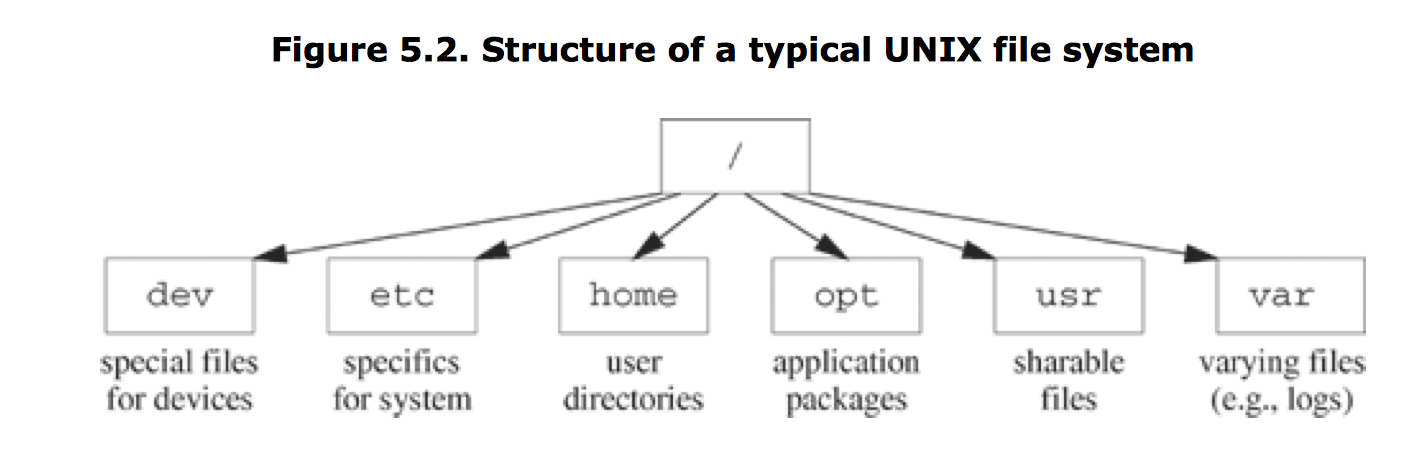 Figure 5.2. Structure of a typical UNIX file system
/
dev
etc
home
opt
usr
var
special files
for devices
specifics
for system
user
directories
application
packages
sharable
files
varying files
(e.g., logs)